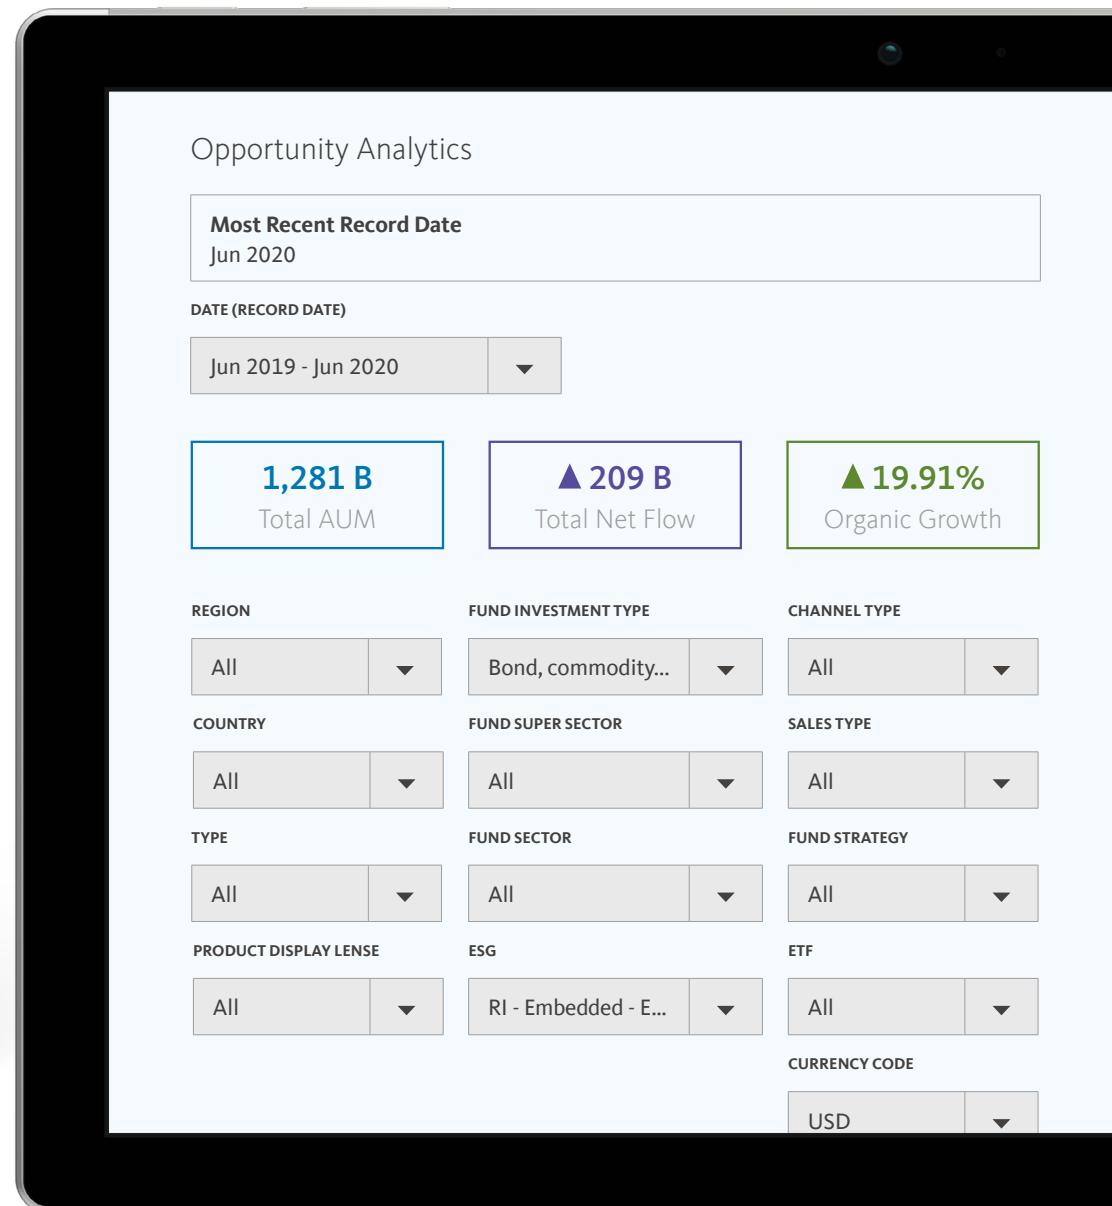 Opportunity Analytics
Most Recent Record Date
Jun 2020
DATE (RECORD DATE)
Jun 2019 - Jun 2020
1,281 B
Total AUM
▲ 209 B
Total Net Flow
▲ 19.91%
Organic Growth
REGION
FUND INVESTMENT TYPE
CHANNEL TYPE
All
Bond, commodity...
All
COUNTRY
FUND SUPER SECTOR
SALES TYPE
All
All
All
TYPE
FUND SECTOR
FUND STRATEGY
All
All
All
PRODUCT DISPLAY LENSE
ESG
ETF
All
RI - Embedded - E...
All
CURRENCY CODE
USD